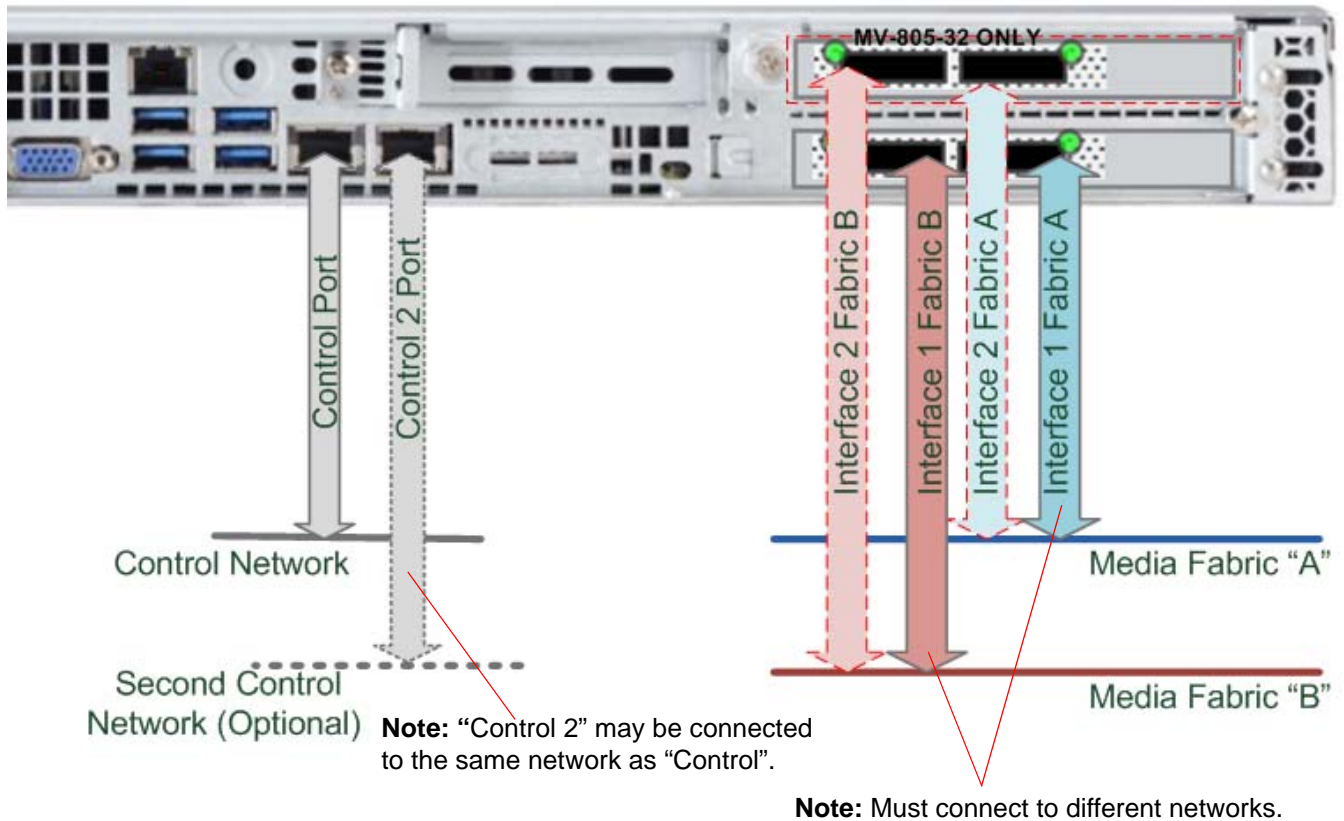 MV-805-32 ONLY
Control Port
Control 2 Port
Interface 2 Fabric B
Interface 1 Fabric B
Interface 2 Fabric A
Interface 1 Fabric A
Control Network
Media Fabric “A”
Second Control
Network (Optional)
Media Fabric “B”
Note: “Control 2” may be connected
to the same network as “Control”.
Note: Must connect to different networks.